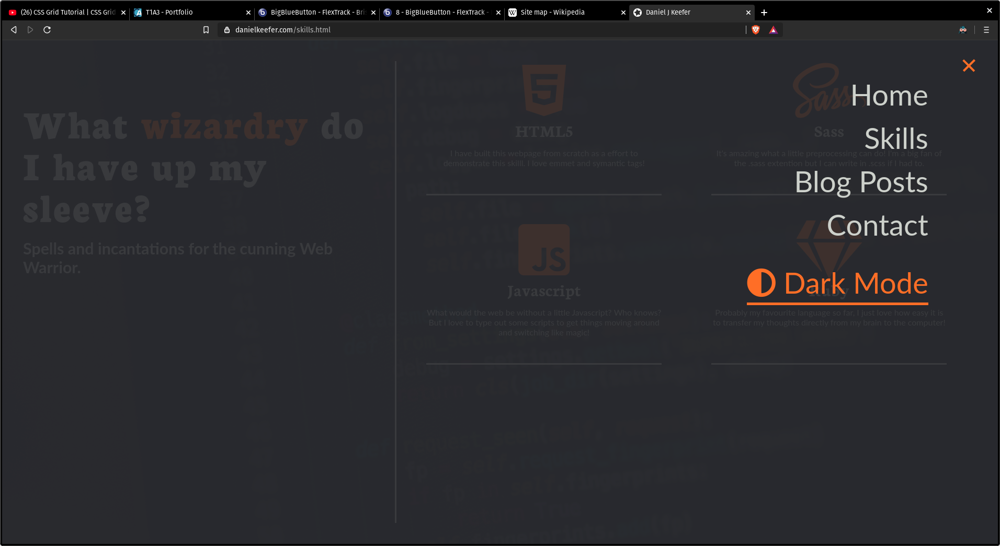 (26) CSS Grid Tutorial | CSS Grid
T1A3 - Portfolio
BigBlueButton - FlexTrack - Bri
8 - BigBlueButton - FlexTrack -
Site map - Wikipedia
Daniel J Keefer
danielkeefer.com/skills.html
Home
Skills
Blog Posts
Contact
Dark Mode
What wizardry do
I have up my
sleeve?
Spells and incantations for the cunning Web
Warrior.
HTML5
I have built this webpage from scratch as a effort to
demonstrate this skilll. I love emmet and symantic tags!
Sass
Sass
It's amazing what a little preprocessing can do! I'm a big fan of
the .sass extention but I can write in .scss if I had to.
JS
Javascript
What would the web be without a little Javascript? Who knows?
But I love to type out some scripts to get things moving around
and switching like magic!
Ruby
Probably my favourite language so far, I just love how easy it is
to transfer my thoughts directly from my brain to the computer!